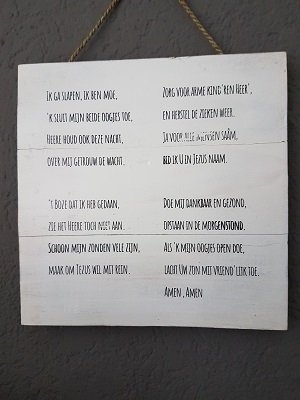 Ik ga slapen, ik ben moe,
'k sluit mijn beide oogjes toe,
Heere houd ook deze nacht,
over mij getrouw de wacht.
't Boze dat ik heb gedaan,
zie het Heere toch niet aan.
Schoon mijn zonden vele zijn,
maak om Jezus wil mij rein.
Zorg voor arme kind'ren Heer',
en herstel de zieken weer.
Ja voor alle mensen saâm,
bid ik U in Jezus naam.
Doe mij dankbaar en gezond,
opstaan in de morgenstond.
Als 'k mijn oogjes open doe,
lacht Uw zon mij vriend'lijk toe.
Amen, Amen